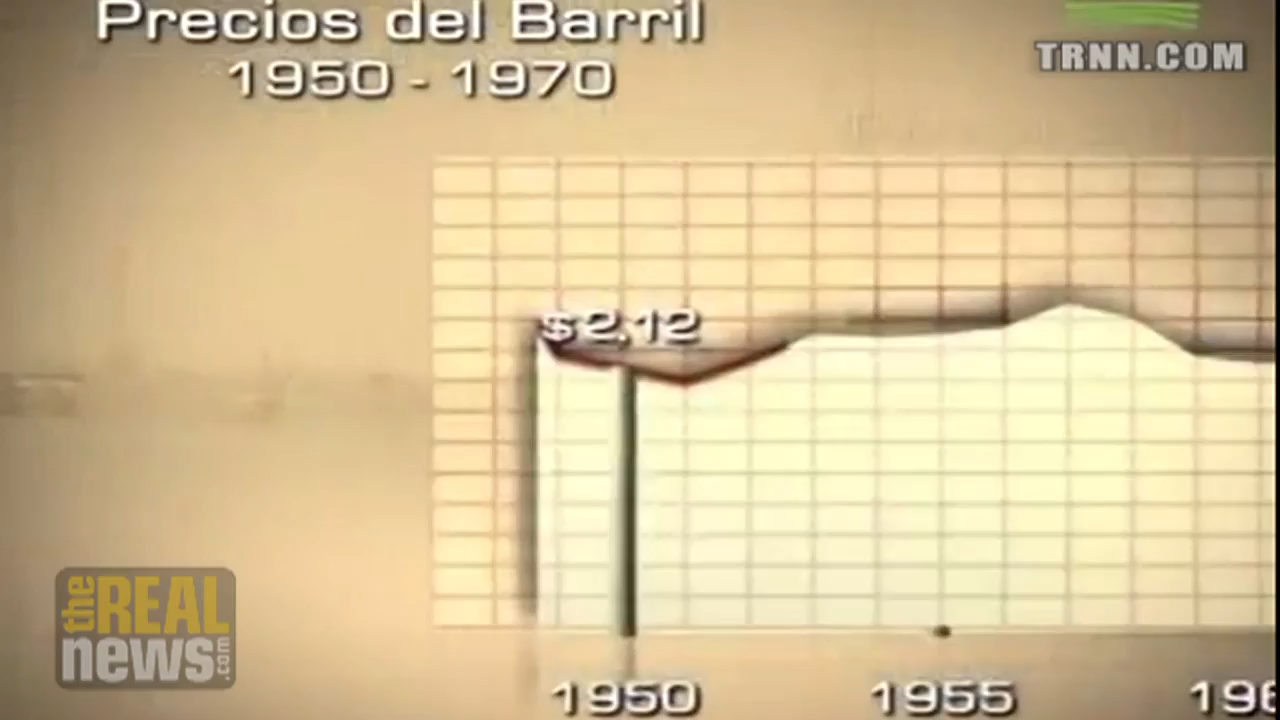 Precios del Barril
1950 - 1970
TRNN.COM
$2.12
the
REAL
news.com
1950
1955
196